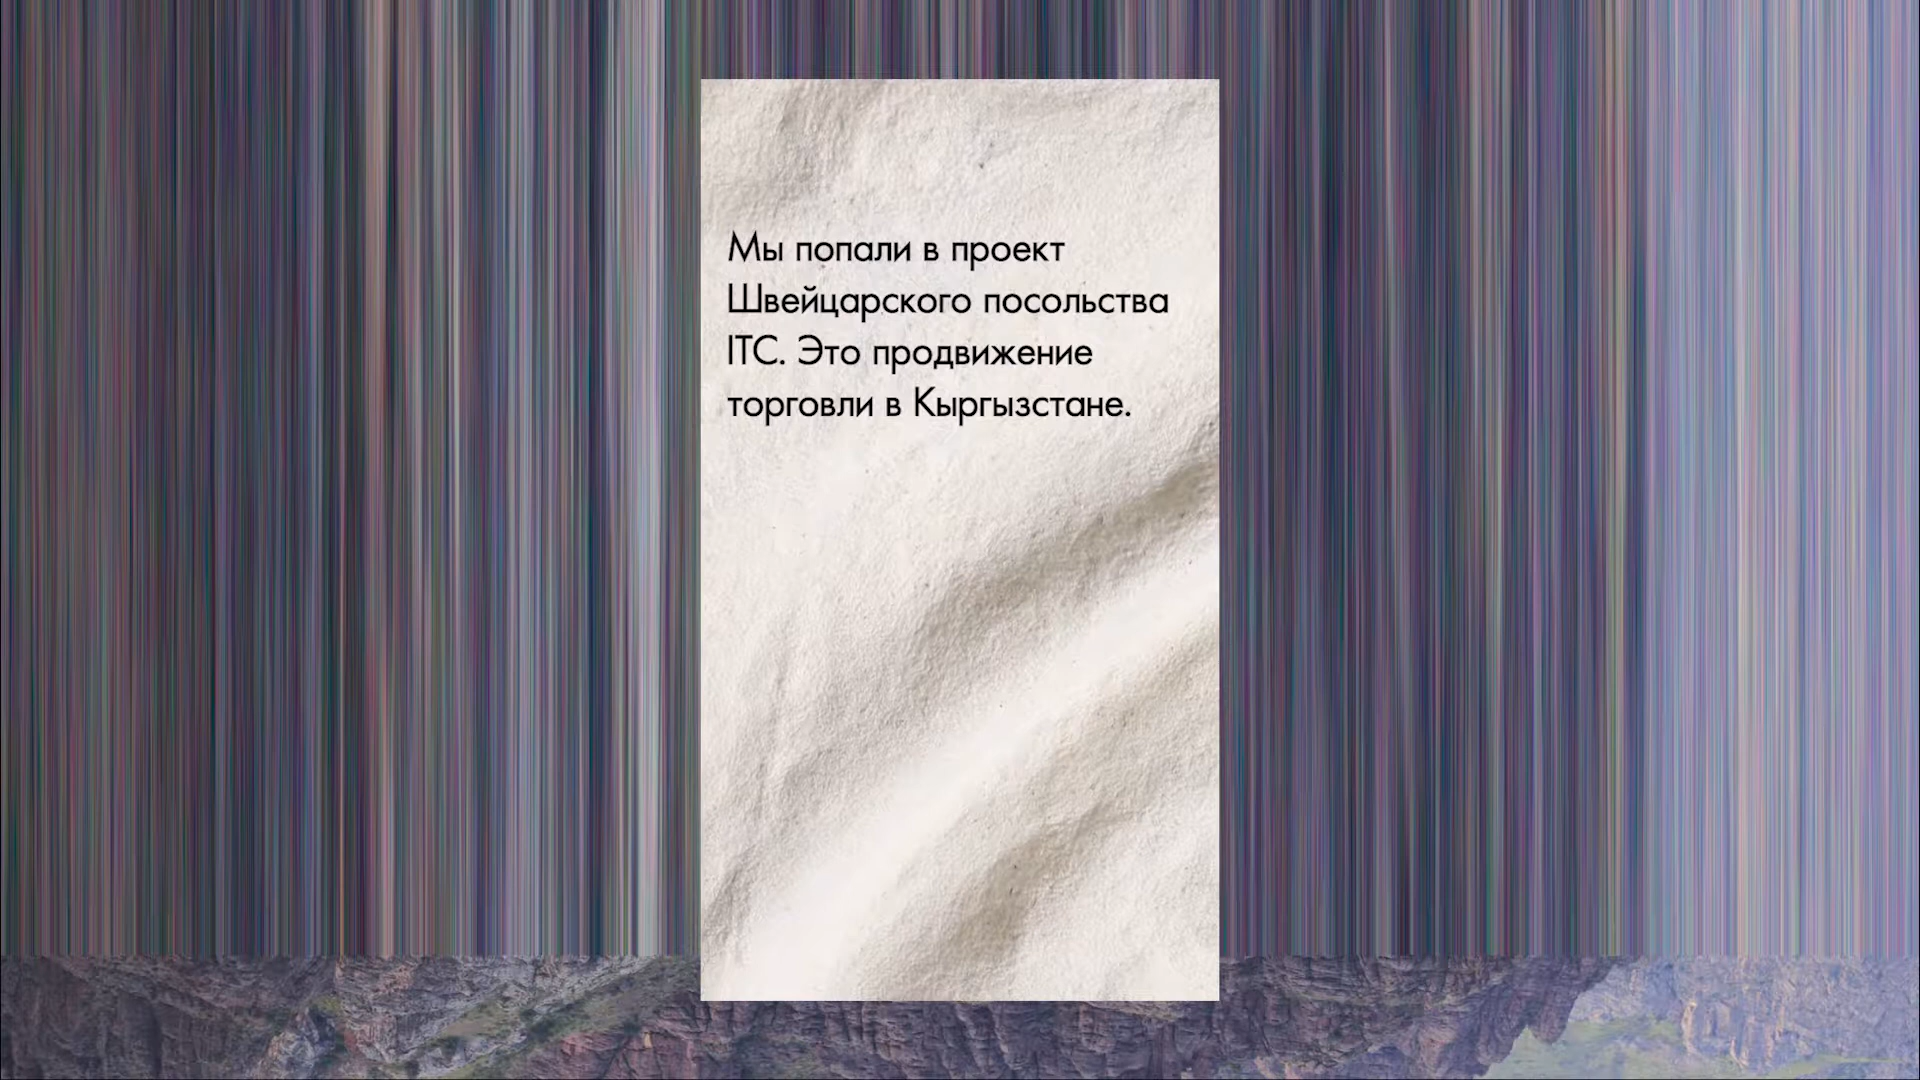 Мы попали в проект
Швейцарского посольства
ITC. Это продвижение
торговли в Кыргызстане.